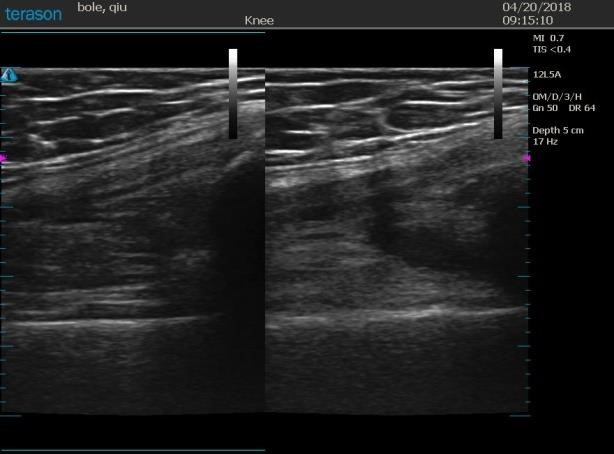 terason
bole, qiu
Knee
04/20/2018
09:15:10
MI 0.7
TIS <0.4
12L5A
OM/D/3/H
Gn 50 DR 64
Depth 5 cm
17 Hz